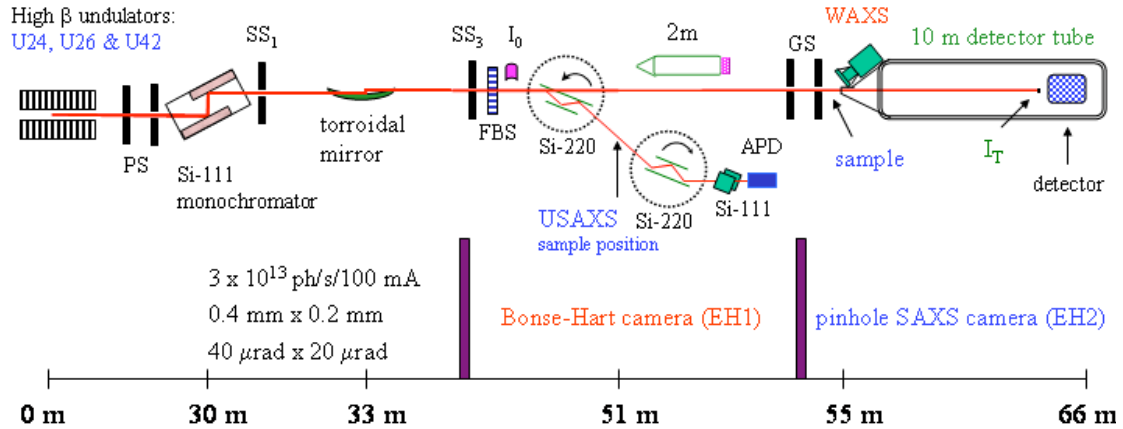 High β undulators:
U24, U26 & U42
PS
Si-111
monochromator
SS1
torroidal
mirror
SS3
I0
FBS
Si-220
2m
USAXS
sample position
Si-220
Si-111
APD
GS
WAXS
sample
10 m detector tube
IT
detector
3 x 10¹³ ph/s/100 mA
0.4 mm x 0.2 mm
40 μrad x 20 μrad
Bonse-Hart camera (EH1)
pinhole SAXS camera (EH2)
0 m 30 m 33 m 51 m 55 m 66 m